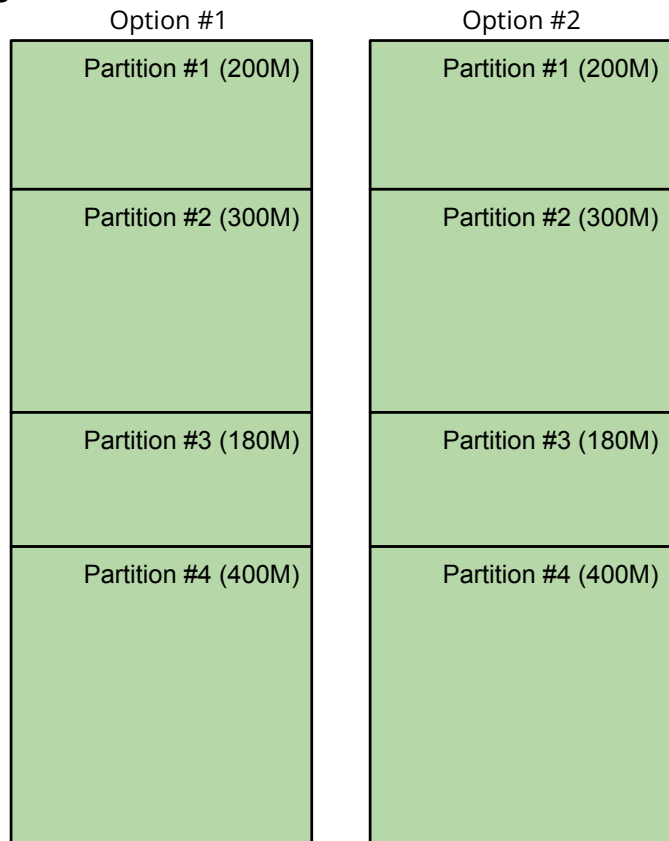 Option #1
Partition #1 (200M)
Partition #2 (300M)
Partition #3 (180M)
Partition #4 (400M)
Option #2
Partition #1 (200M)
Partition #2 (300M)
Partition #3 (180M)
Partition #4 (400M)